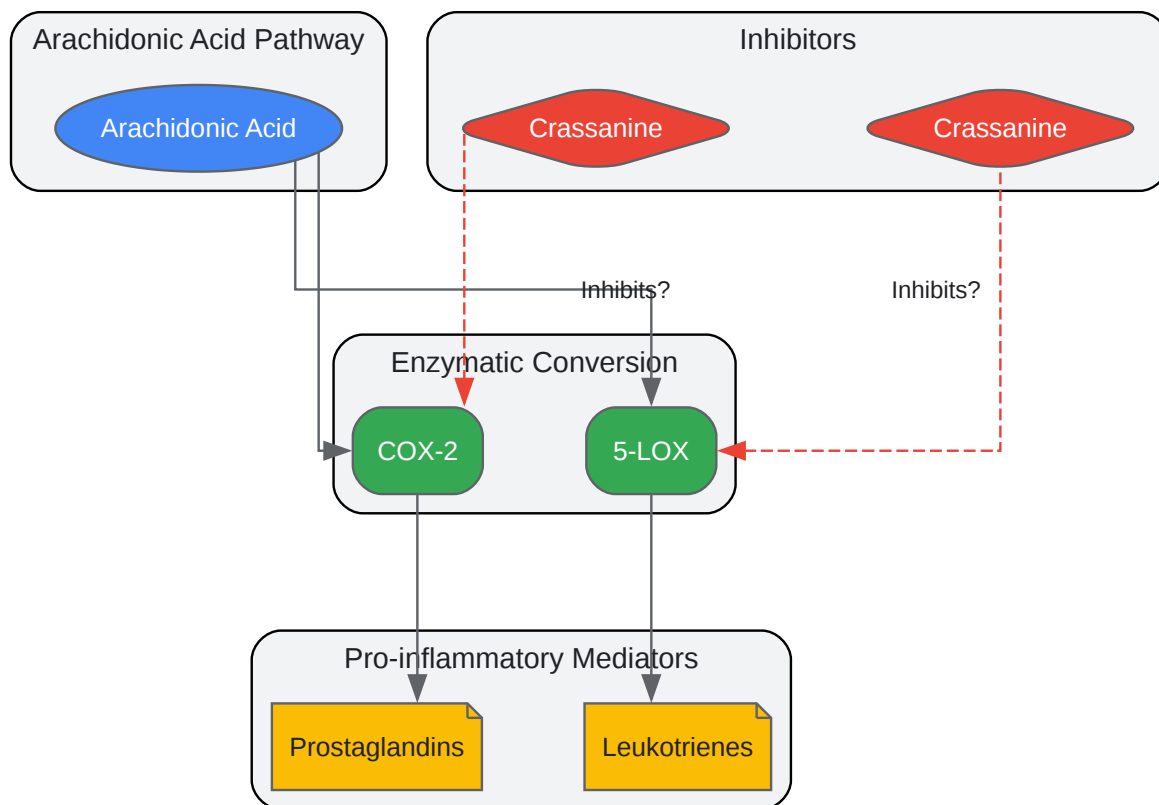 Arachidonic Acid Pathway
Inhibitors
Arachidonic Acid
Crassanine
Crassanine
Inhibits?
Inhibits?
Enzymatic Conversion
COX-2
5-LOX
Pro-inflammatory Mediators
Prostaglandins
Leukotrienes